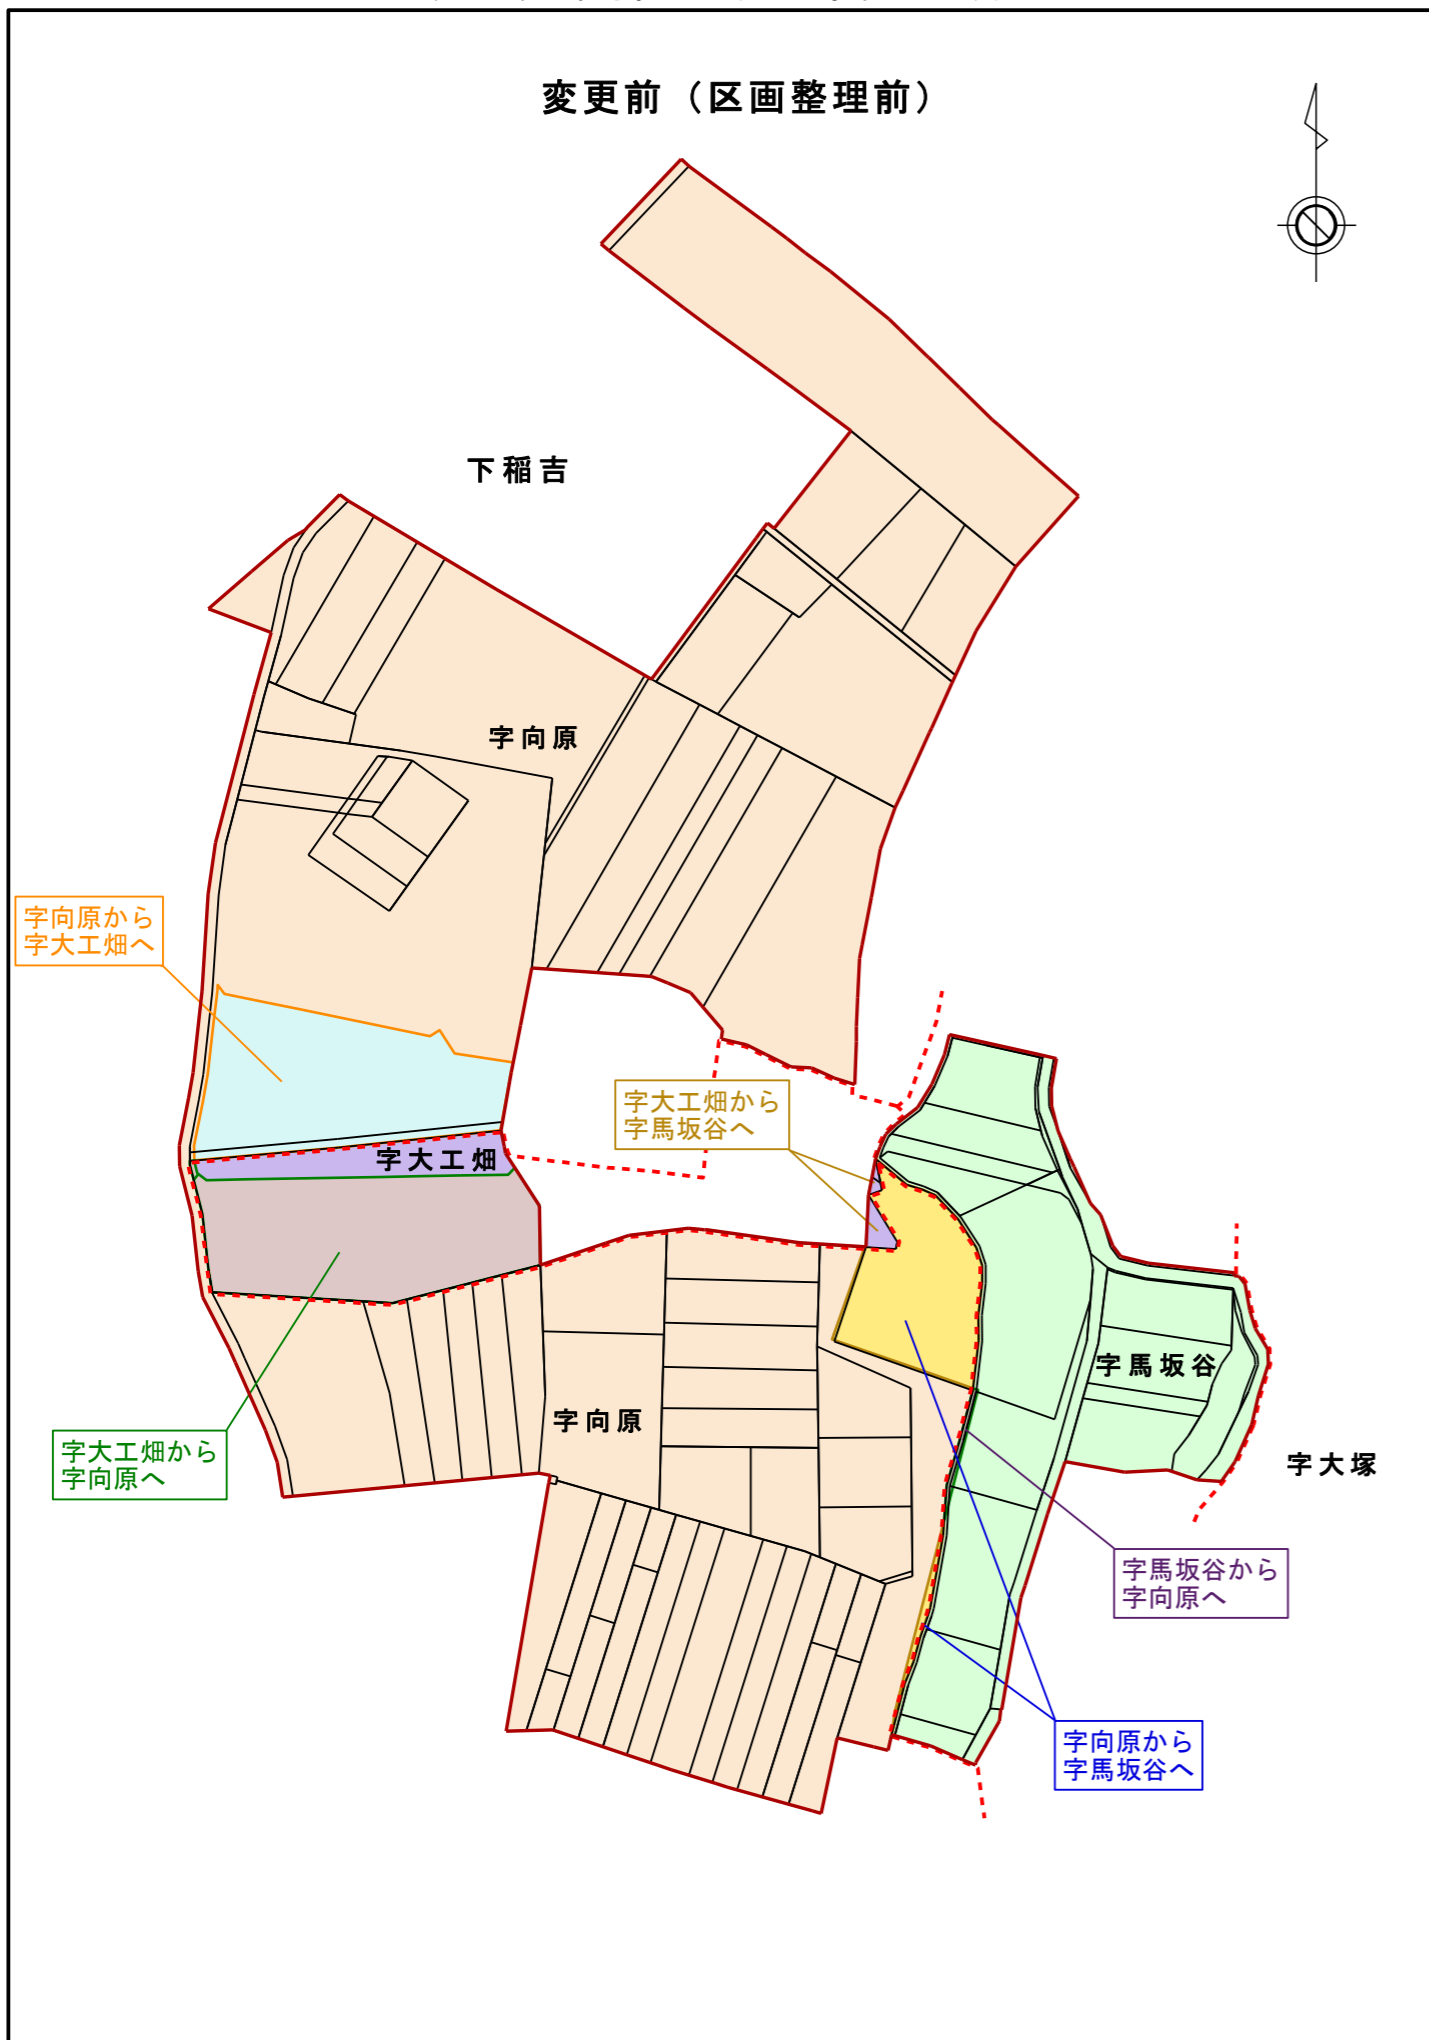 変更前（区画整理前）
下稲吉
字向原
字向原から
字大工畑へ
字大工畑から
字馬坂谷へ
字大工畑
字馬坂谷
字向原
字大工畑から
字向原へ
字大塚
字馬坂谷から
字向原へ
字向原から
字馬坂谷へ